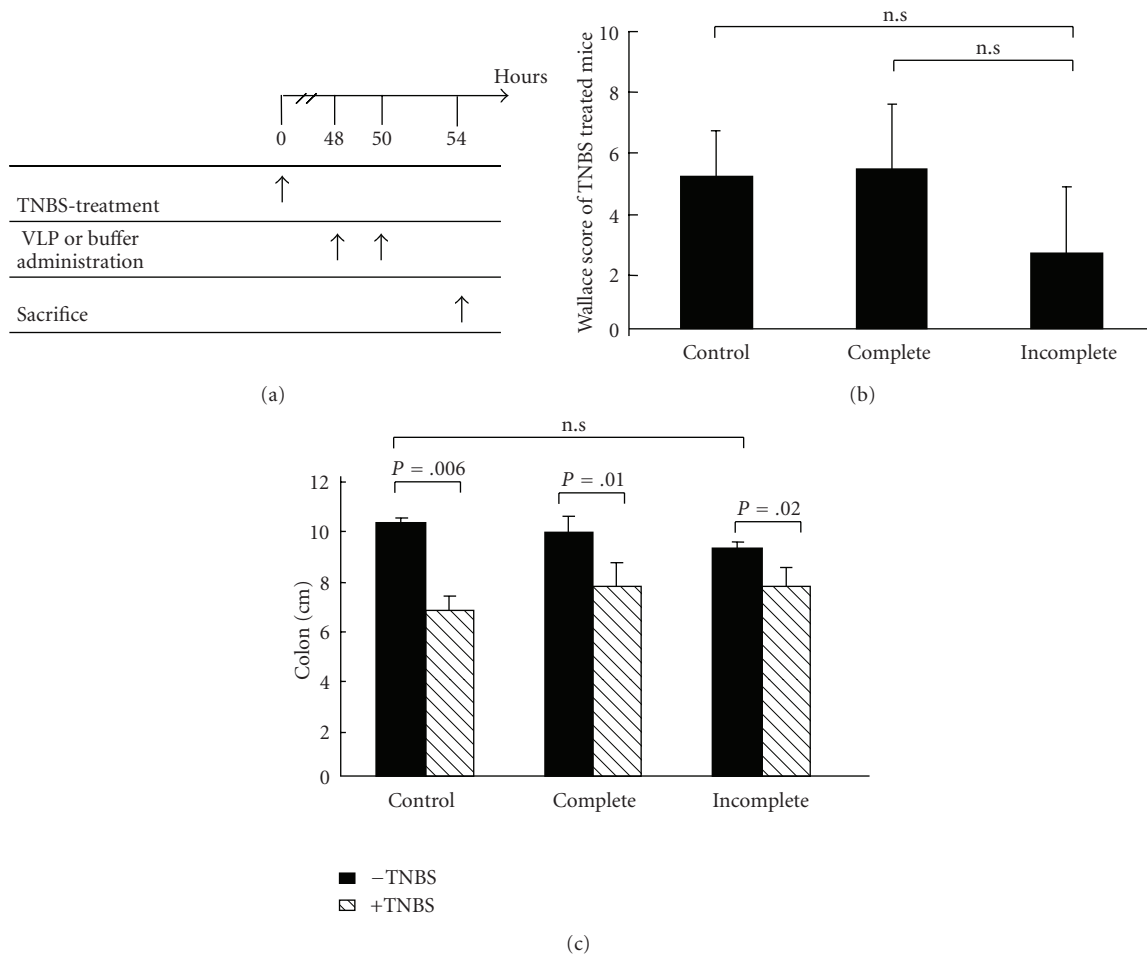 Hours
0 48 50 54
TNBS-treatment
VLP or buffer
administration
Sacrifice
(a)
n.s
n.s
Wallace score of TNBS treated mice
10
8
6
4
2
0
Control Complete Incomplete
(b)
n.s
P = .006
P = .01
P = .02
Colon (cm)
12
10
8
6
4
2
0
Control Complete Incomplete
−TNBS
+TNBS
(c)